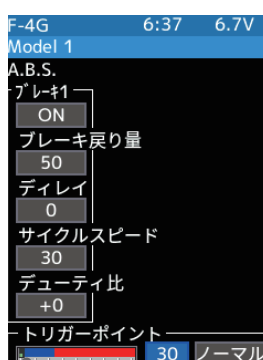 F-4G 6:37 6.7V
Model 1
A.B.S.
ブレーキ1
ON
ブレーキ戻り量
50
ディレイ
0
サイクルスピード
30
デューティ比
+0
トリガーポイント
30 ノーマル